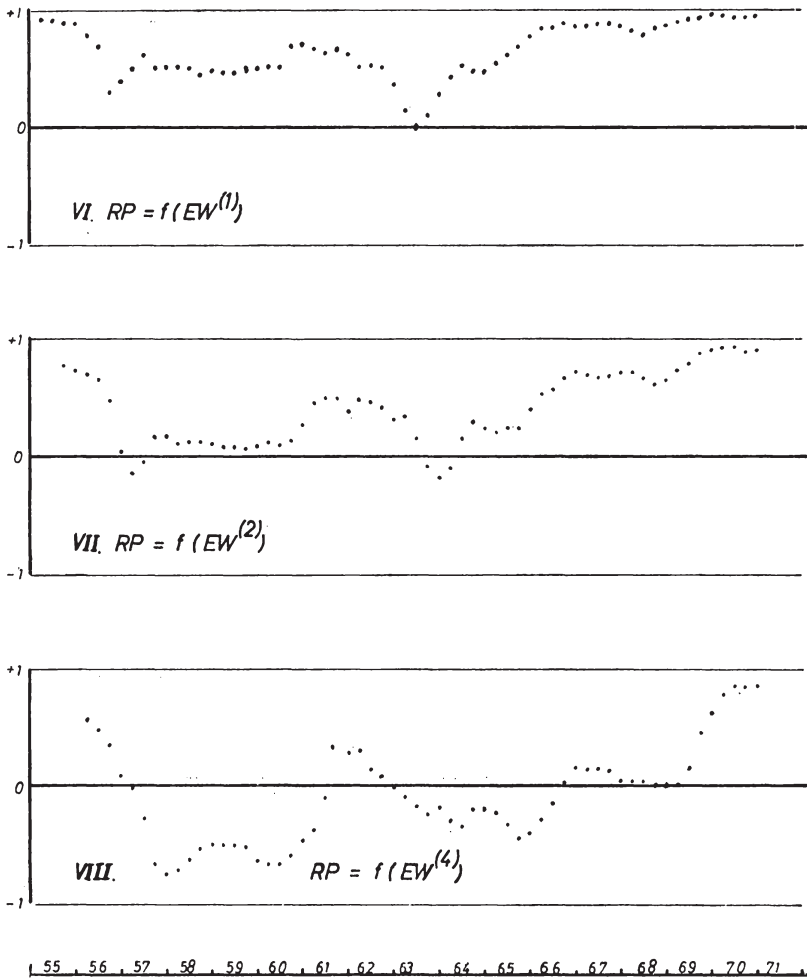 +1
0
VI. RP = f(EW(1))
-1
+1
0
VII. RP = f(EW(2))
-1
+1
0
VIII. RP = f(EW(4))
-1
55 56 57 58 59 60 61 62 63 64 65 66 67 68 69 70 71